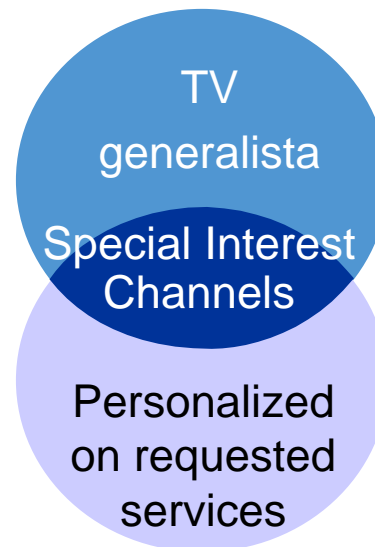 TV
generalista
Special Interest
Channels
Personalized
on requested
services